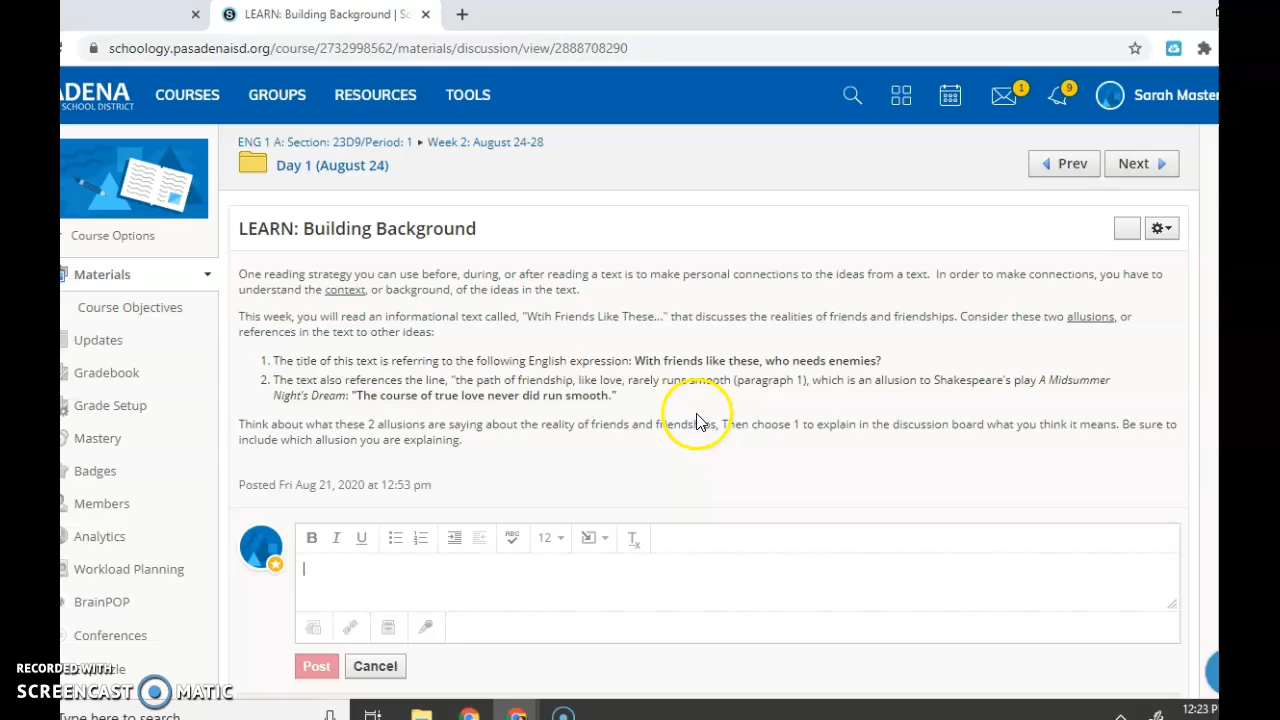 LEARN: Building Background | Sc
schoology.pasadenaisd.org/course/2732998562/materials/discussion/view/2888708290
ADENA
SCHOOL DISTRICT
COURSES
GROUPS
RESOURCES
TOOLS
1
9
Sarah Master
ENG 1 A: Section: 23D9/Period: 1 ▸ Week 2: August 24-28
Day 1 (August 24)
Prev
Next
Course Options
Materials
Course Objectives
Updates
Gradebook
Grade Setup
Mastery
Badges
Members
Analytics
Workload Planning
BrainPOP
Conferences
LEARN: Building Background
One reading strategy you can use before, during, or after reading a text is to make personal connections to the ideas from a text. In order to make connections, you have to
understand the context, or background, of the ideas in the text.
This week, you will read an informational text called, "Wtih Friends Like These..." that discusses the realities of friends and friendships. Consider these two allusions, or
references in the text to other ideas:
1. The title of this text is referring to the following English expression: With friends like these, who needs enemies?
2. The text also references the line, "the path of friendship, like love, rarely runs smooth (paragraph 1), which is an allusion to Shakespeare's play A Midsummer
Night's Dream: "The course of true love never did run smooth."
Think about what these 2 allusions are saying about the reality of friends and friendships, Then choose 1 to explain in the discussion board what you think it means. Be sure to
include which allusion you are explaining.
Posted Fri Aug 21, 2020 at 12:53 pm
B I U
ABC
12
Tx
Post
Cancel
RECORDED WITH
SCREENCAST MATIC
Type here to search
12:23 P